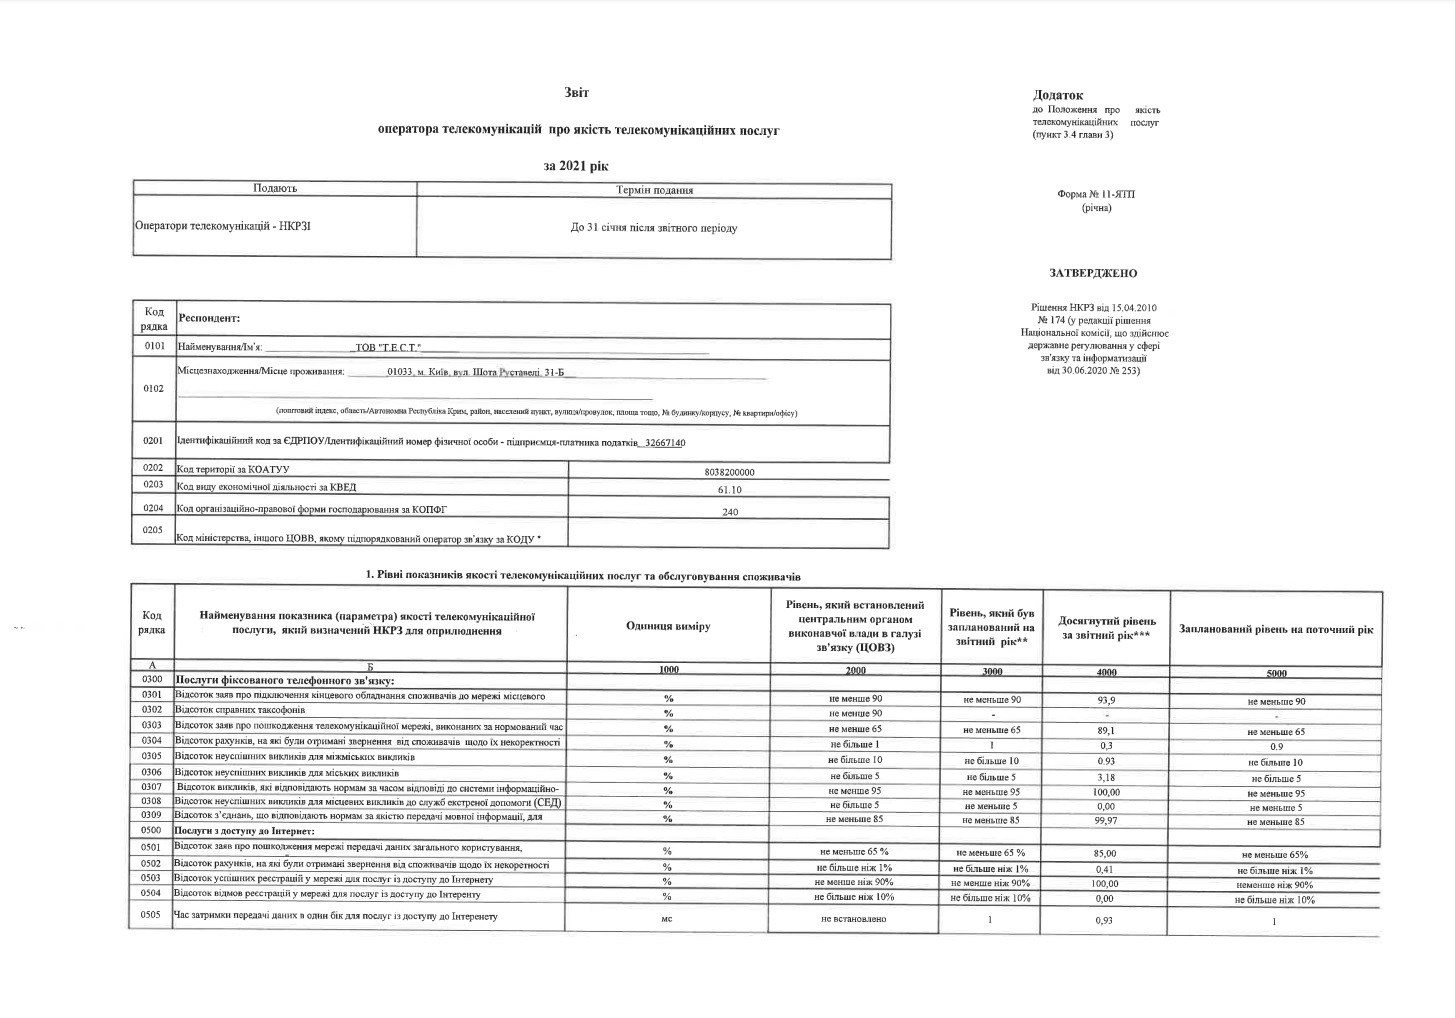 Звіт
оператора телекомунікацій про якість телекомунікаційних послуг
за 2021 рік
Додаток
до Положення про якість
телекомунікаційних послуг
(пункт 3.4 глави 3)
Форма № 11-ЯТП
(річна)
ЗАТВЕРДЖЕНО
Рішення НКРЗ від 15.04.2010
№ 174 (у редакції рішення
Національної комісії, що здійснює
державне регулювання у сфері
зв'язку та інформатизації
від 30.06.2020 № 253)
Подають Термін подання
Оператори телекомунікацій - НКРЗІ До 31 січня після звітного періоду
Код
рядка
Респондент:
0101 Найменування/Ім'я: ТОВ "Т.Е.С.Т."
0102 Місцезнаходження/Місце проживання: 01033, м. Київ, вул. Шота Руставелі, 31-Б
(поштовий індекс, область/Автономна Республіка Крим, район, населений пункт, вулиця/провулок, площа тощо, № будинку/корпусу, № квартири/офісу)
0201 Ідентифікаційний код за ЄДРПОУ/Ідентифікаційний номер фізичної особи - підприємця-платника податків_ 32667140
0202 Код території за КОАТУУ 8038200000
0203 Код виду економічної діяльності за КВЕД 61.10
0204 Код організаційно-правової форми господарювання за КОПФГ 240
0205 Код міністерства, іншого ЦОВВ, якому підпорядкований оператор зв'язку за КОДУ *
1. Рівні показників якості телекомунікаційних послуг та обслуговування споживачів
Код
рядка
Найменування показника (параметра) якості телекомунікаційної
послуги, який визначений НКРЗ для оприлюднення
Одиниця виміру
Рівень, який встановлений
центральним органом
виконавчої влади в галузі
зв'язку (ЦОВЗ)
Рівень, який був
запланований на
звітний рік**
Досягнутий рівень
за звітний рік***
Запланований рівень на поточний рік
А Б 1000 2000 3000 4000 5000
0300 Послуги фіксованого телефонного зв'язку:
0301 Відсоток заяв про підключення кінцевого обладнання споживачів до мережі місцевого % не менше 90 не меньше 90 93,9 не меньше 90
0302 Відсоток справних таксофонів % не менше 90 - - -
0303 Відсоток заяв про пошкодження телекомунікаційної мережі, виконаних за нормований час % не менше 65 не меньше 65 89,1 не меньше 65
0304 Відсоток рахунків, на які були отримані звернення від споживачів щодо їх некоректності % не більше 1 1 0,3 0.9
0305 Відсоток неуспішних викликів для міжміських викликів % не більше 10 не більше 10 0.93 не більше 10
0306 Відсоток неуспішних викликів для міських викликів % не більше 5 не більше 5 3,18 не більше 5
0307 Відсоток викликів, які відповідають нормам за часом відповіді до системи інформаційно- % не менше 95 не меньше 95 100,00 не меньше 95
0308 Відсоток неуспішних викликів для місцевих викликів до служб екстреної допомоги (СЕД) % не більше 5 не меньше 5 0,00 не меньше 5
0309 Відсоток з'єднань, що відповідають нормам за якістю передачі мовної інформації, для % не меньше 85 не меньше 85 99,97 не меньше 85
0500 Послуги з доступу до Інтернет:
0501 Відсоток заяв про пошкодження мережі передачі даних загального користування, % не меньше 65 % не меньше 65 % 85,00 не меньше 65%
0502 Відсоток рахунків, на які були отримані звернення від споживачів щодо їх некоретності % не більше ніж 1% не більше ніж 1% 0,41 не більше ніж 1%
0503 Відсоток успішних реєстрацій у мережі для послуг із доступу до Інтернету % не менше ніж 90% не менше ніж 90% 100,00 неменше ніж 90%
0504 Відсоток відмов реєстрацій у мережі для послуг із доступу до Інтеренту % не більше ніж 10% не більше ніж 10% 0,00 не більше ніж 10%
0505 Час затримки передачі даних в один бік для послуг із доступу до Інтеренету мс не встановлено 1 0,93 1